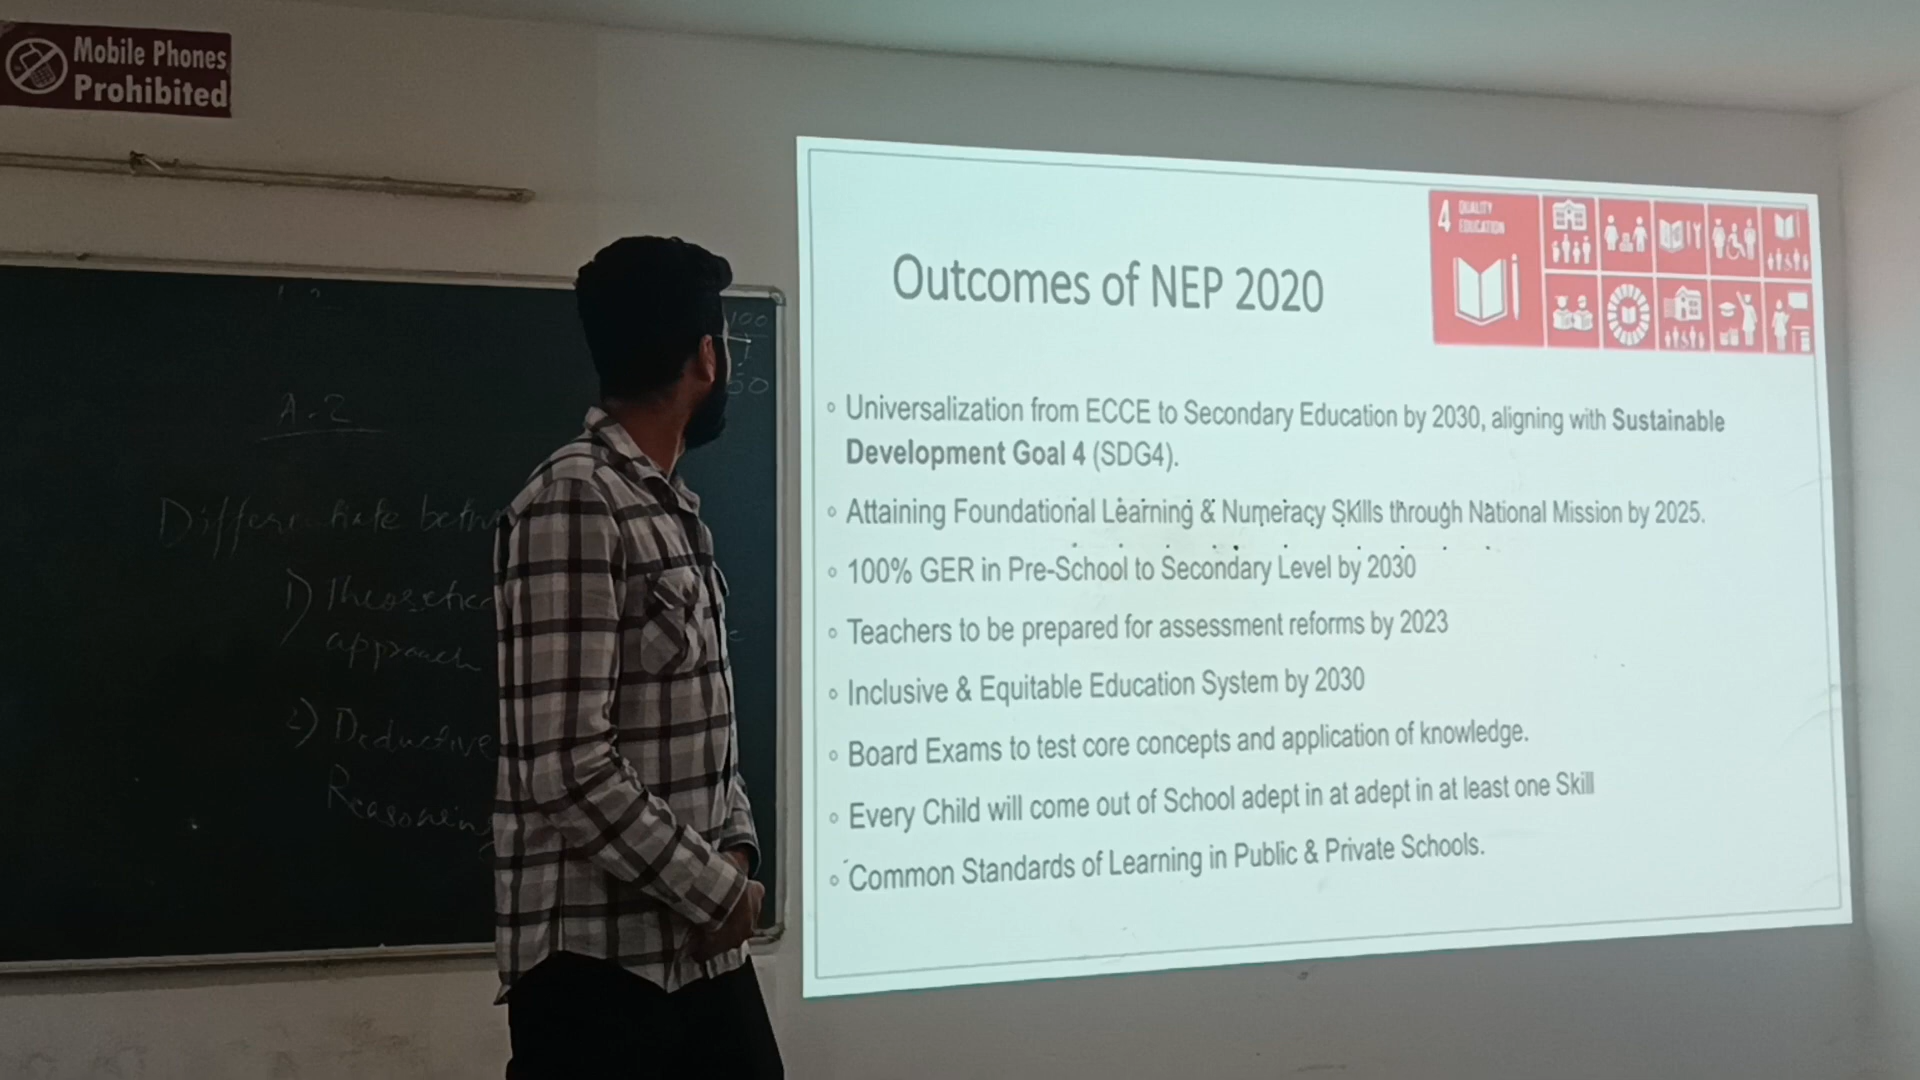 Mobile Phones
Prohibited
100
A-2
Differentiate
1) Theoretical
approach
2) Deductive
4 QUALITY
EDUCATION
Outcomes of NEP 2020
◦ Universalization from ECCE to Secondary Education by 2030, aligning with Sustainable
Development Goal 4 (SDG4).
◦ Attaining Foundational Learning & Numeracy Skills through National Mission by 2025.
◦ 100% GER in Pre-School to Secondary Level by 2030
◦ Teachers to be prepared for assessment reforms by 2023
◦ Inclusive & Equitable Education System by 2030
◦ Board Exams to test core concepts and application of knowledge.
◦ Every Child will come out of School adept in at adept in at least one Skill
◦ Common Standards of Learning in Public & Private Schools.